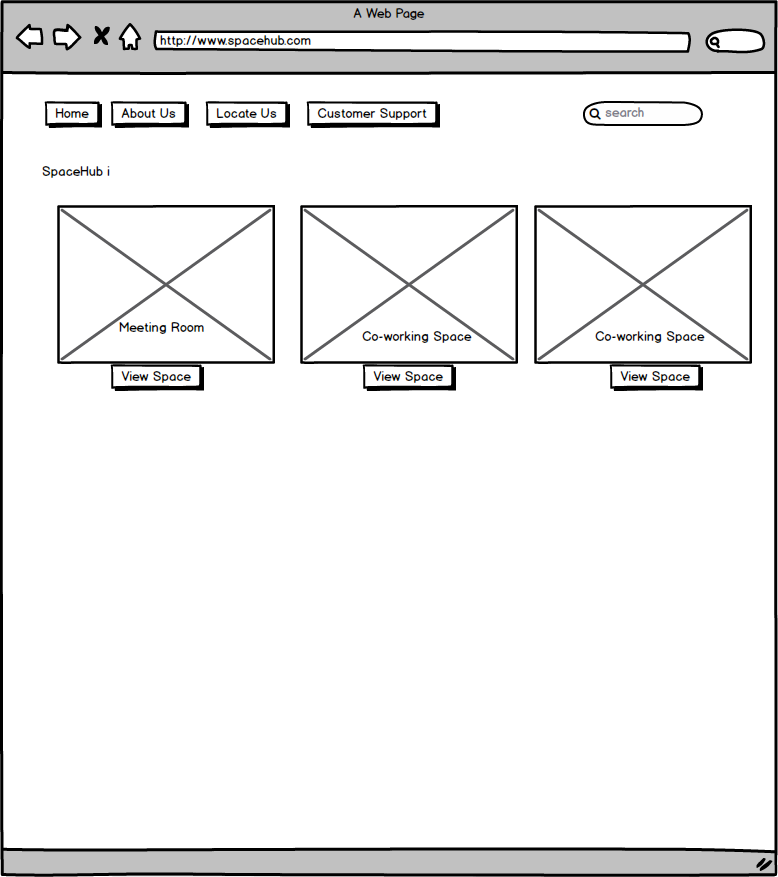 A Web Page
http://www.spacehub.com
Home About Us Locate Us Customer Support search
SpaceHub i
Meeting Room Co-working Space Co-working Space
View Space View Space View Space